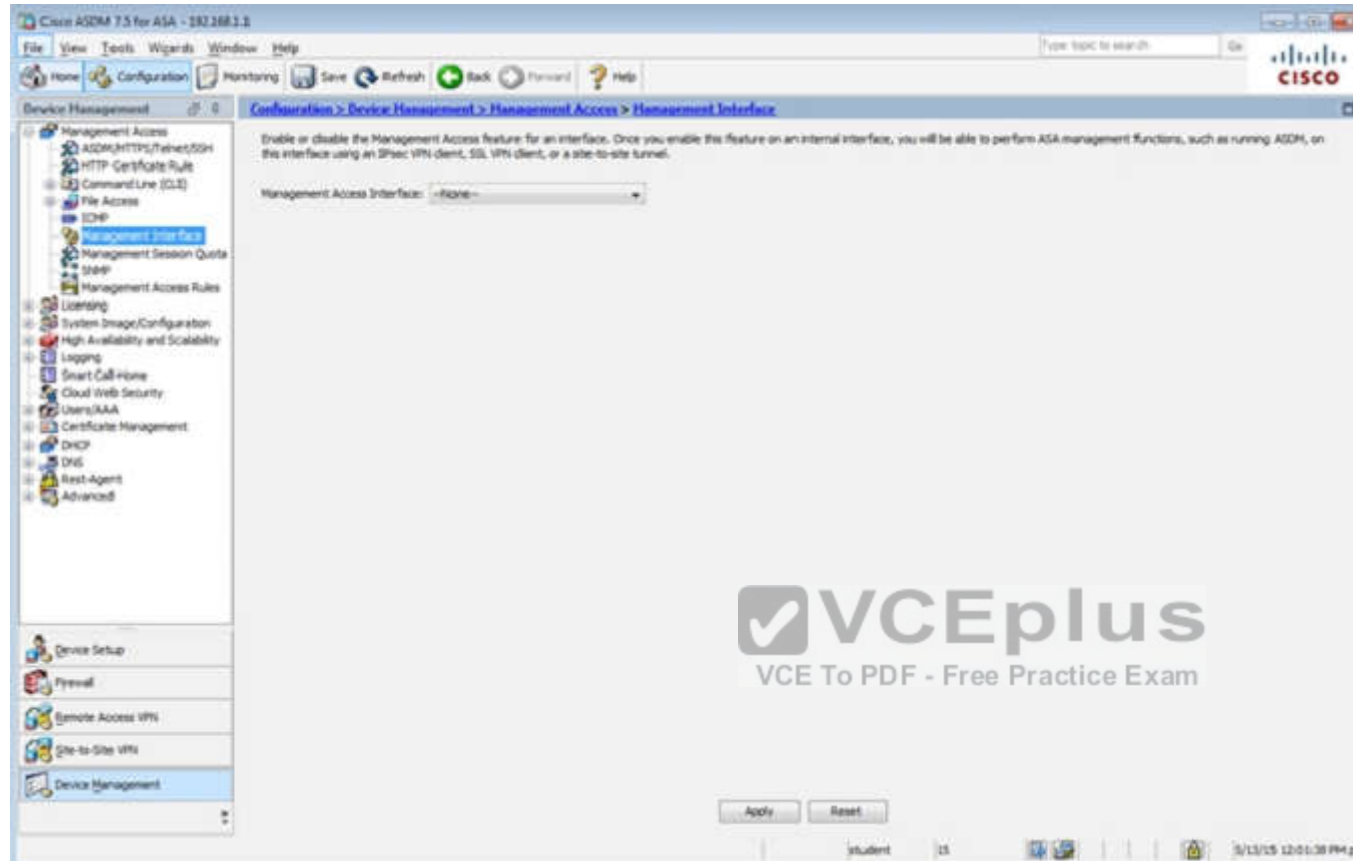 Cisco ASDM 7.5 for ASA - 192.168.1.1
File View Tools Wizards Window Help
Type topic to search Go
CISCO
Home Configuration Monitoring Save Refresh Back Forward Help
Device Management
Configuration > Device Management > Management Access > Management Interface
Management Access
ASDM/HTTPS/Telnet/SSH
HTTP Certificate Rule
Command Line (CLI)
File Access
ICMP
Management Interface
Management Session Quota
SNMP
Management Access Rules
Licensing
System Image/Configuration
High Availability and Scalability
Logging
Smart Call-Home
Cloud Web Security
Users/AAA
Certificate Management
DHCP
DNS
Rest-Agent
Advanced
Enable or disable the Management Access feature for an interface. Once you enable this feature on an internal interface, you will be able to perform ASA management functions, such as running ASDM, on
this interface using an IPsec VPN client, SSL VPN client, or a site-to-site tunnel.
Management Access Interface: --None--
VCEplus
VCE To PDF - Free Practice Exam
Device Setup
Firewall
Remote Access VPN
Site-to-Site VPN
Device Management
Apply Reset
student 15 5/13/15 12:01:38 PM